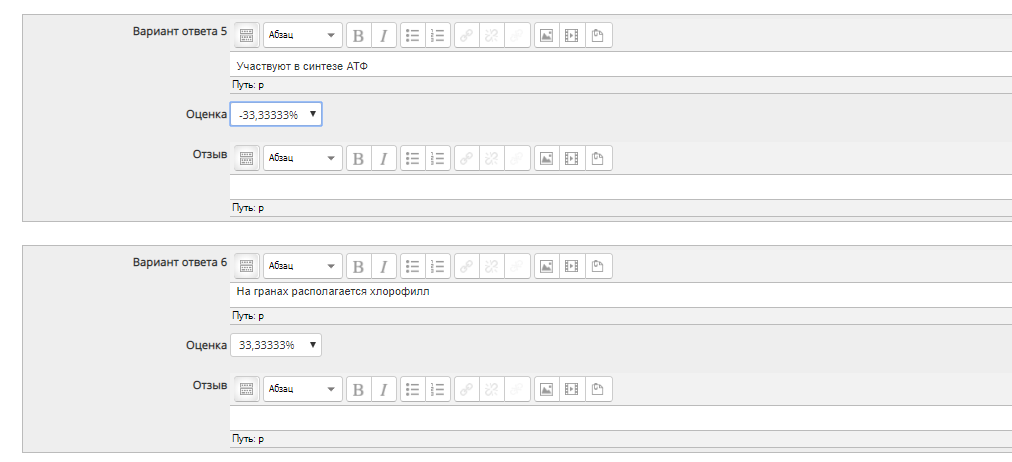 Вариант ответа 5 Абзац B I
Участвуют в синтезе АТФ
Путь: p
Оценка -33,33333%
Отзыв Абзац B I
Путь: p
Вариант ответа 6 Абзац B I
На гранах располагается хлорофилл
Путь: p
Оценка 33,33333%
Отзыв Абзац B I
Путь: p